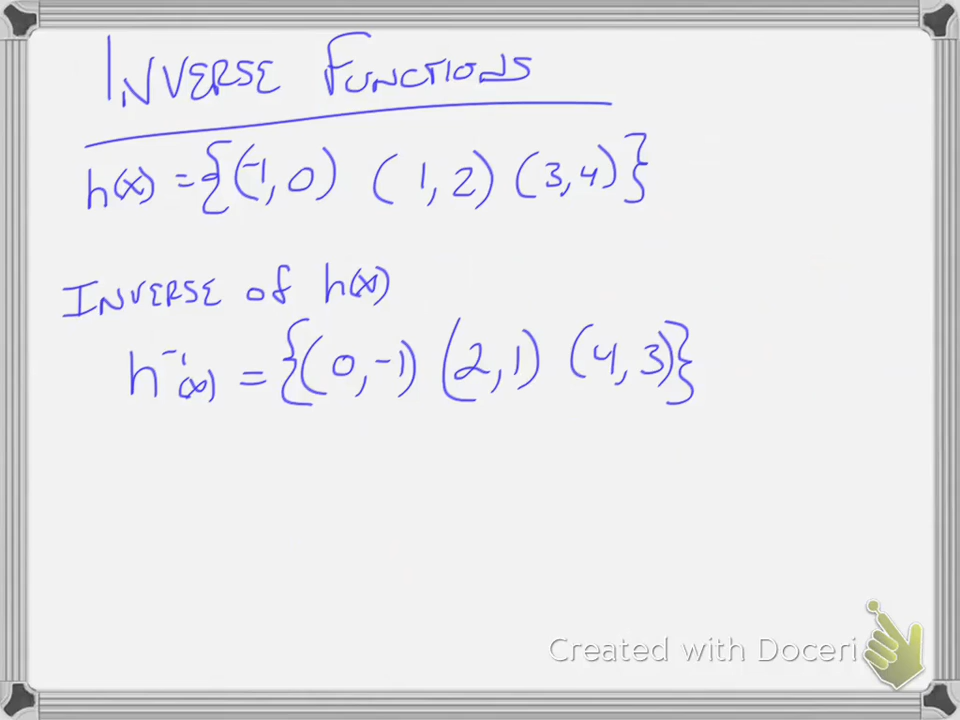 INVERSE FUNCTIONS
h(x) = {(-1, 0) (1, 2) (3, 4)}
INVERSE of h(x)
h⁻¹(x) = {(0, -1) (2, 1) (4, 3)}
Created with Doceri